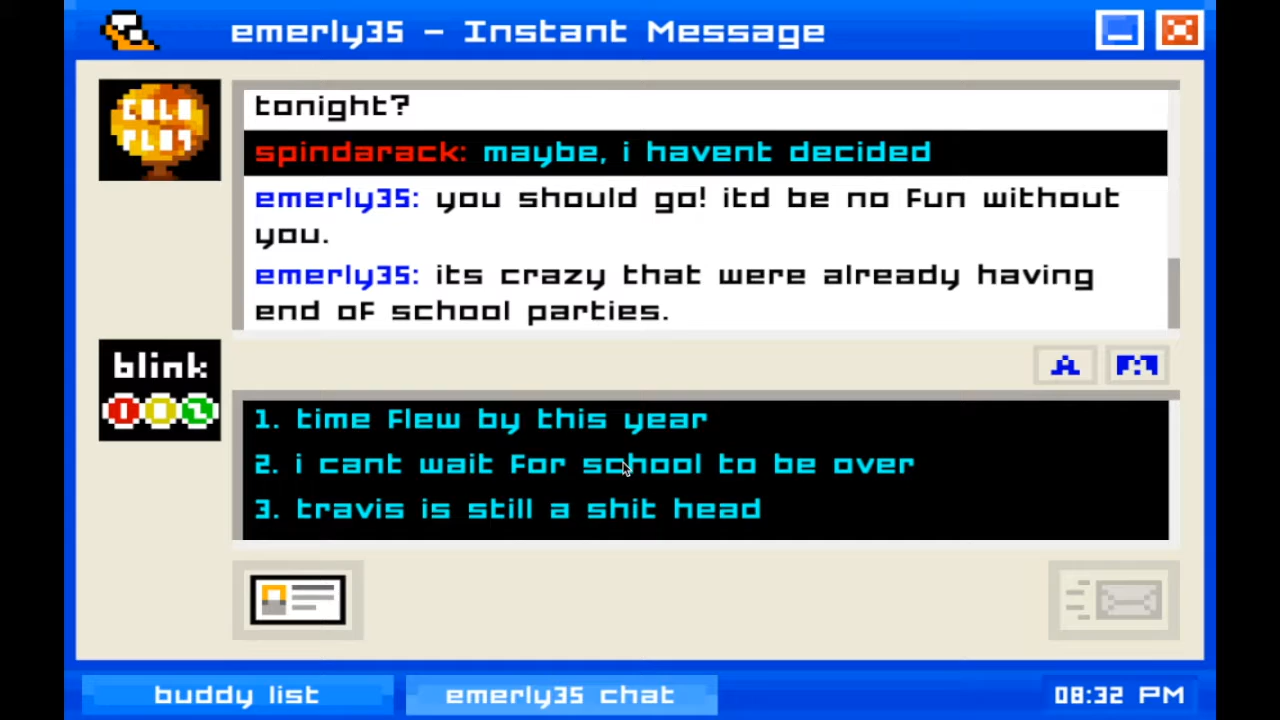 emerly35 - Instant Message
COLD
PLAY
tonight?
spindarack: maybe, i havent decided
emerly35: you should go! itd be no fun without
you.
emerly35: its crazy that were already having
end of school parties.
A
blink
182
1. time flew by this year
2. i cant wait for school to be over
3. travis is still a shit head
buddy list
emerly35 chat
08:32 PM